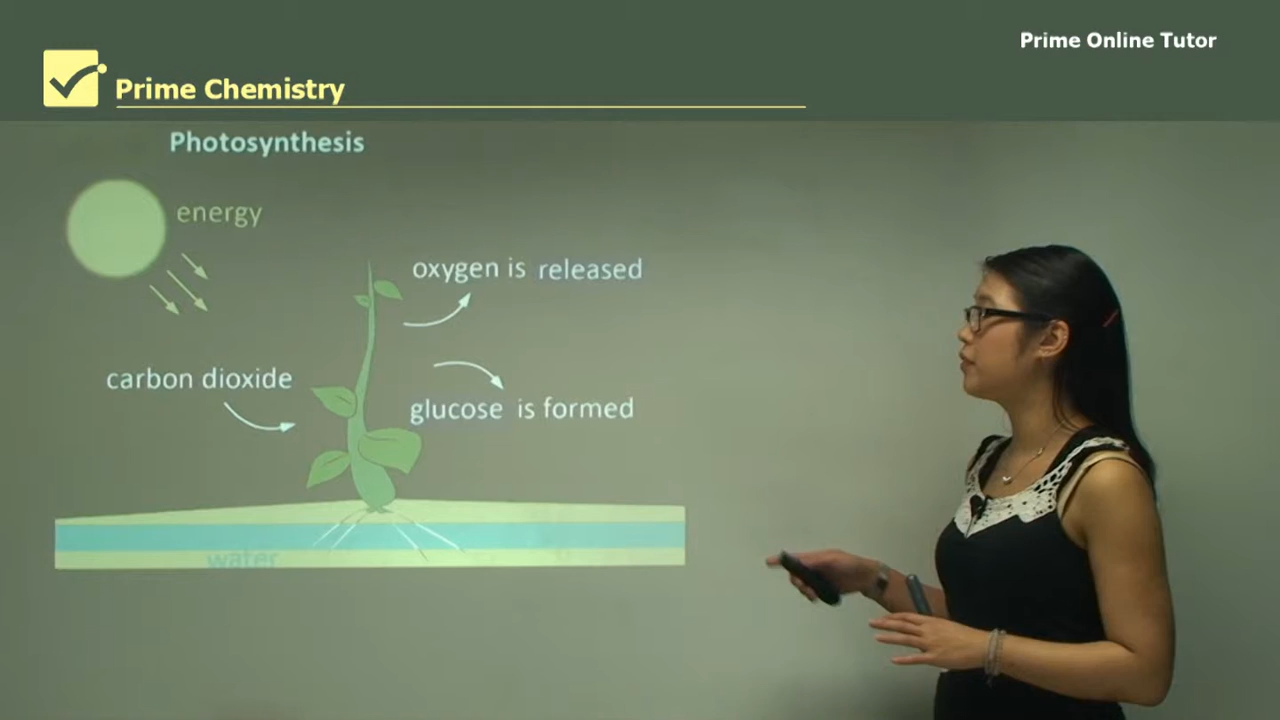 Prime Online Tutor
Prime Chemistry
Photosynthesis
energy
oxygen is released
carbon dioxide
glucose is formed
water